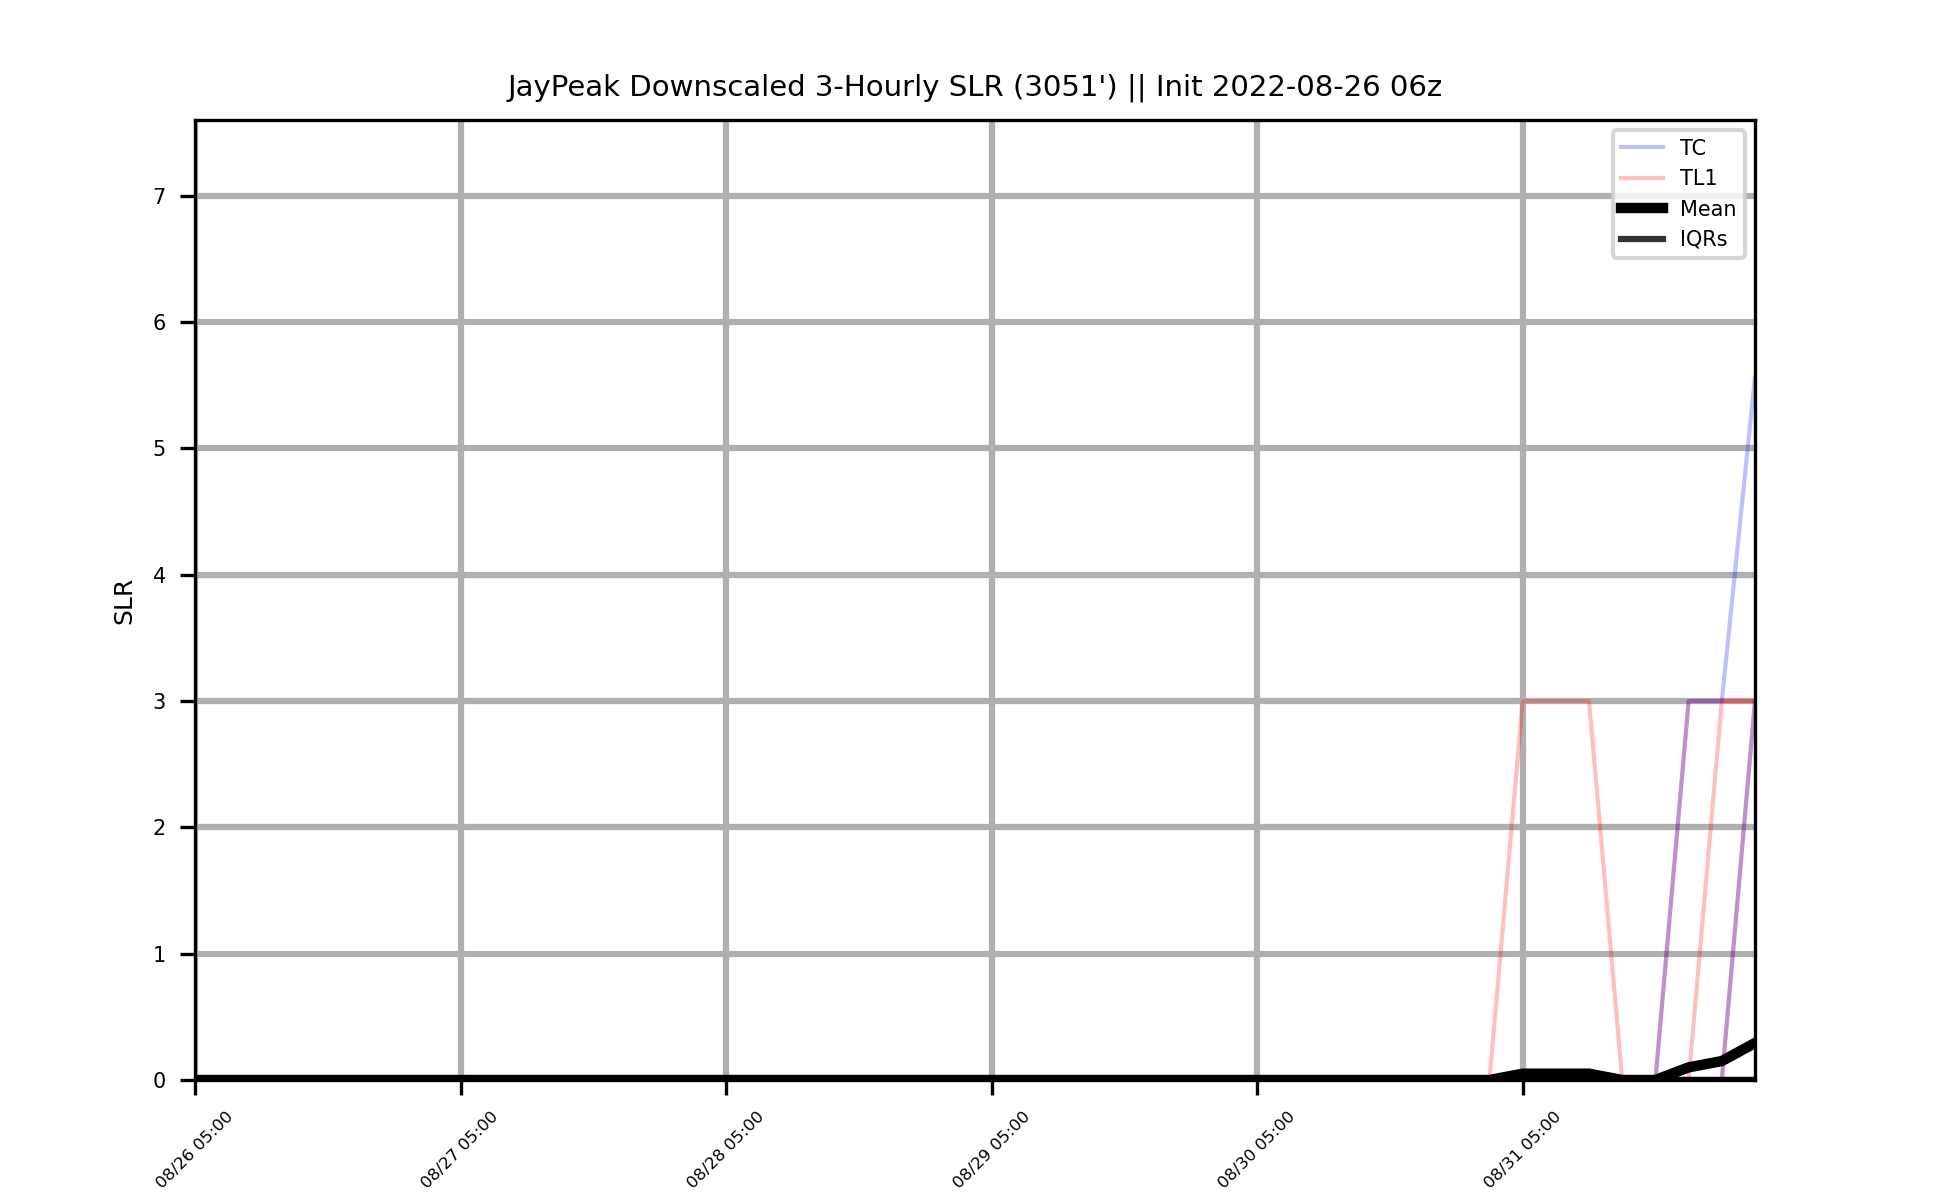 JayPeak Downscaled 3-Hourly SLR (3051') || Init 2022-08-26 06z
TC
TL1
Mean
IQRs
7
6
5
4
3
2
1
0
SLR
08/26 05:00
08/27 05:00
08/28 05:00
08/29 05:00
08/30 05:00
08/31 05:00